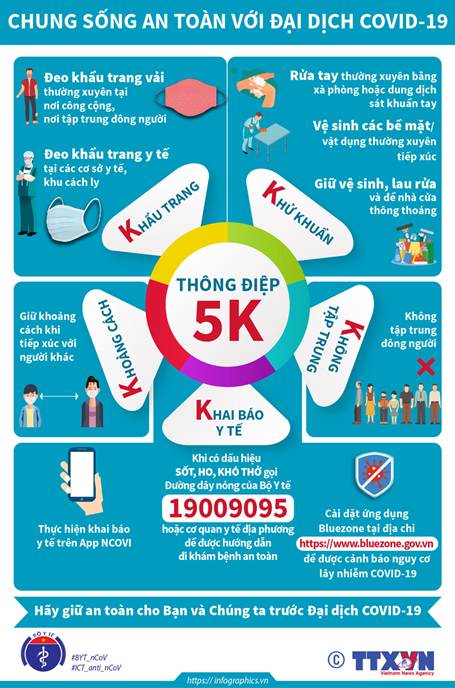 CHUNG SỐNG AN TOÀN VỚI ĐẠI DỊCH COVID-19
Đeo khẩu trang vải
thường xuyên tại
nơi công cộng,
nơi tập trung đông người
Đeo khẩu trang y tế
tại các cơ sở y tế,
khu cách ly
Rửa tay thường xuyên bằng
xà phòng hoặc dung dịch
sát khuẩn tay
Vệ sinh các bề mặt/
vật dụng thường xuyên
tiếp xúc
Giữ vệ sinh, lau rửa
và để nhà cửa
thông thoáng
KHẨU TRANG
KHỬ KHUẨN
THÔNG ĐIỆP
5K
KHOẢNG CÁCH
KHÔNG
TẬP TRUNG
KHAI BÁO
Y TẾ
Giữ khoảng
cách khi
tiếp xúc với
người khác
Không
tập trung
đông người
Thực hiện khai báo
y tế trên App NCOVI
Khi có dấu hiệu
SỐT, HO, KHÓ THỞ gọi
Đường dây nóng của Bộ Y tế
19009095
hoặc cơ quan y tế địa phương
để được hướng dẫn
đi khám bệnh an toàn
Cài đặt ứng dụng
Bluezone tại địa chỉ
https://www.bluezone.gov.vn
để được cảnh báo nguy cơ
lây nhiễm COVID-19
Hãy giữ an toàn cho Bạn và Chúng ta trước Đại dịch COVID-19
BỘ Y TẾ
#BYT_nCoV
#ICT_anti_nCoV
© TTXVN
Vietnam News Agency
https:// infographics.vn